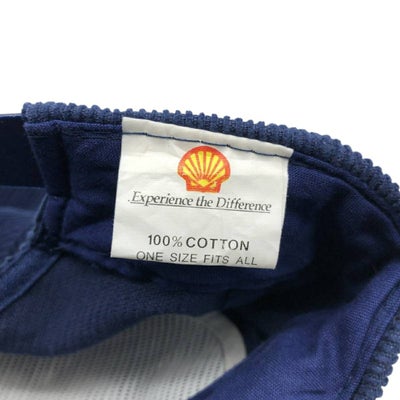 Experience the Difference
100% COTTON
ONE SIZE FITS ALL